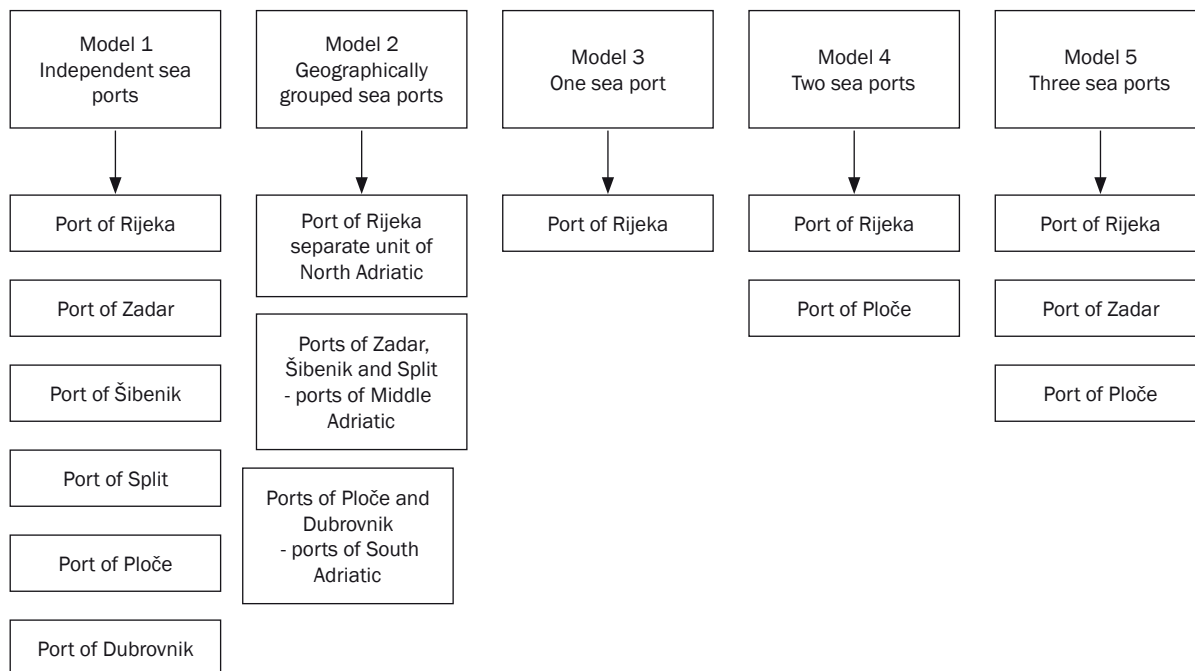 Model 1
Independent sea
ports
Model 2
Geographically
grouped sea ports
Model 3
One sea port
Model 4
Two sea ports
Model 5
Three sea ports
Port of Rijeka
Port of Zadar
Port of Šibenik
Port of Split
Port of Ploče
Port of Dubrovnik
Port of Rijeka
separate unit of
North Adriatic
Ports of Zadar,
Šibenik and Split
- ports of Middle
Adriatic
Ports of Ploče and
Dubrovnik
- ports of South
Adriatic
Port of Rijeka
Port of Rijeka
Port of Ploče
Port of Rijeka
Port of Zadar
Port of Ploče